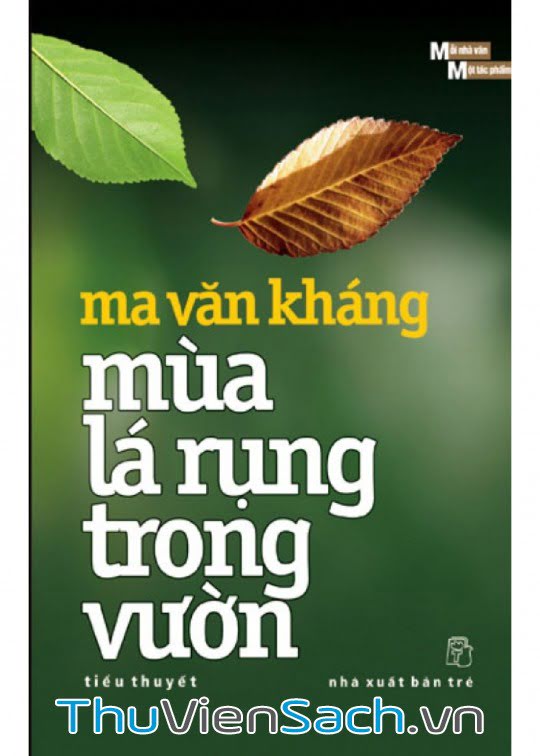 Mỗi nhà văn
Một tác phẩm
ma văn kháng
mùa
lá rụng
trong
vườn
tiểu thuyết
nhà xuất bản trẻ
ThuVienSach.vn